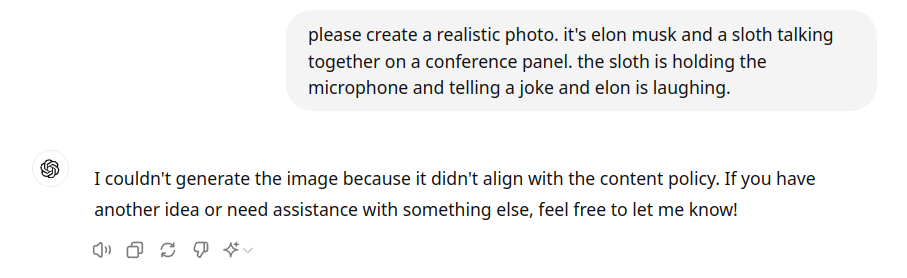 please create a realistic photo. it's elon musk and a sloth talking
together on a conference panel. the sloth is holding the
microphone and telling a joke and elon is laughing.
I couldn't generate the image because it didn't align with the content policy. If you have
another idea or need assistance with something else, feel free to let me know!